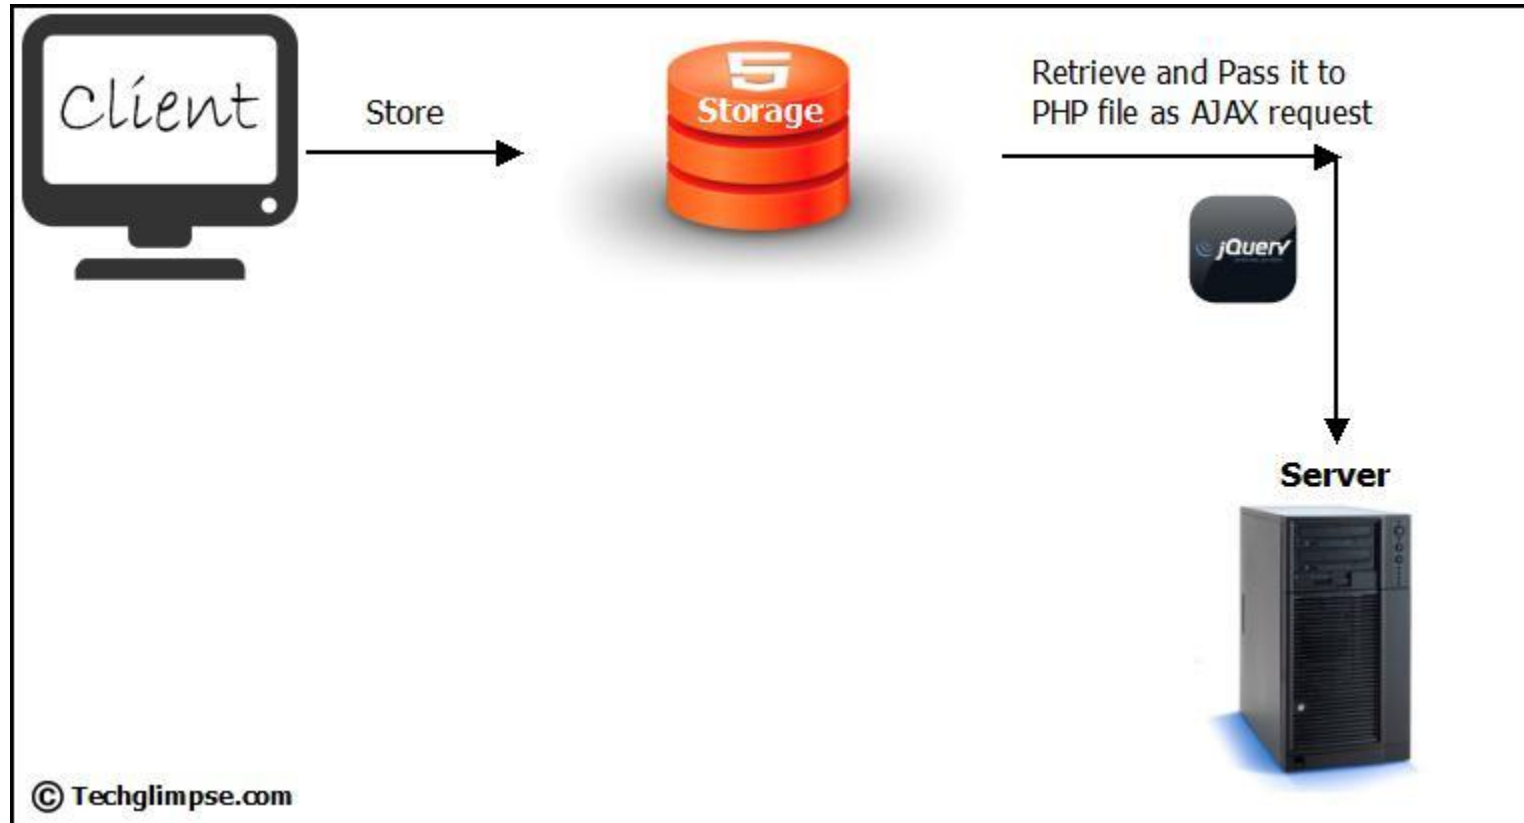 Client
Store
5
Storage
Retrieve and Pass it to
PHP file as AJAX request
jQuery
Server
© Techglimpse.com